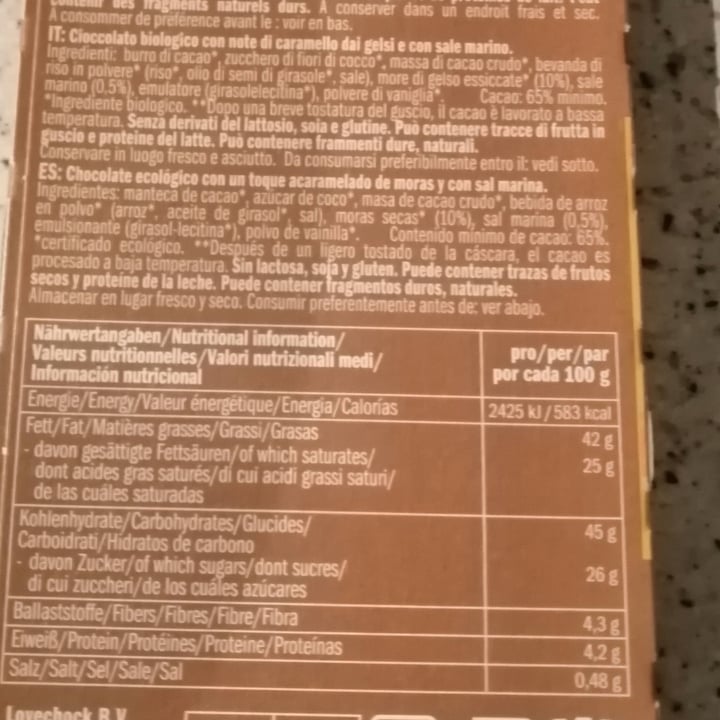 des fragments naturels durs. À conserver dans un endroit frais et sec.
À consommer de préférence avant le : voir en bas.
IT: Cioccolato biologico con note di caramello dai gelsi e con sale marino.
Ingredienti: burro di cacao*, zucchero di fiori di cocco*, massa di cacao crudo*, bevanda di
riso in polvere* (riso*, olio di semi di girasole*, sale), more di gelso essiccate* (10%), sale
marino (0,5%), emulatore (girasolelecitina*), polvere di vaniglia*. Cacao: 65% minimo.
*Ingrediente biologico. **Dopo una breve tostatura del guscio, il cacao è lavorato a bassa
temperatura. Senza derivati del lattosio, soia e glutine. Può contenere tracce di frutta in
guscio e proteine del latte. Può contenere frammenti dure, naturali.
Conservare in luogo fresco e asciutto. Da consumarsi preferibilmente entro il: vedi sotto.
ES: Chocolate ecológico con un toque acaramelado de moras y con sal marina.
Ingredientes: manteca de cacao*, azúcar de coco*, masa de cacao crudo*, bebida de arroz
en polvo* (arroz*, aceite de girasol*, sal), moras secas* (10%), sal marina (0,5%),
emulsionante (girasol-lecitina*), polvo de vainilla*. Contenido mínimo de cacao: 65%.
*certificado ecológico. **Después de un ligero tostado de la cáscara, el cacao es
procesado a baja temperatura. Sin lactosa, soja y gluten. Puede contener trazas de frutos
secos y proteíne de la leche. Puede contener fragmentos duros, naturales.
Almacenar en lugar fresco y seco. Consumir preferentemente antes de: ver abajo.
Nährwertangaben/Nutritional information/
Valeurs nutritionnelles/Valori nutrizionali medi/
Información nutricional
pro/per/par
por cada 100 g
Energie/Energy/Valeur énergétique/Energia/Calorías 2425 kJ/583 kcal
Fett/Fat/Matières grasses/Grassi/Grasas 42 g
- davon gesättigte Fettsäuren/of which saturates/ 25 g
dont acides gras saturés/di cui acidi grassi saturi/
de las cuáles saturadas
Kohlenhydrate/Carbohydrates/Glucides/ 45 g
Carboidrati/Hidratos de carbono
- davon Zucker/of which sugars/dont sucres/ 26 g
di cui zuccheri/de los cuáles azúcares
Ballaststoffe/Fibers/Fibres/Fibre/Fibra 4,3 g
Eiweiß/Protein/Protéines/Proteine/Proteínas 4,2 g
Salz/Salt/Sel/Sale/Sal 0,48 g
Lovechock B.V.